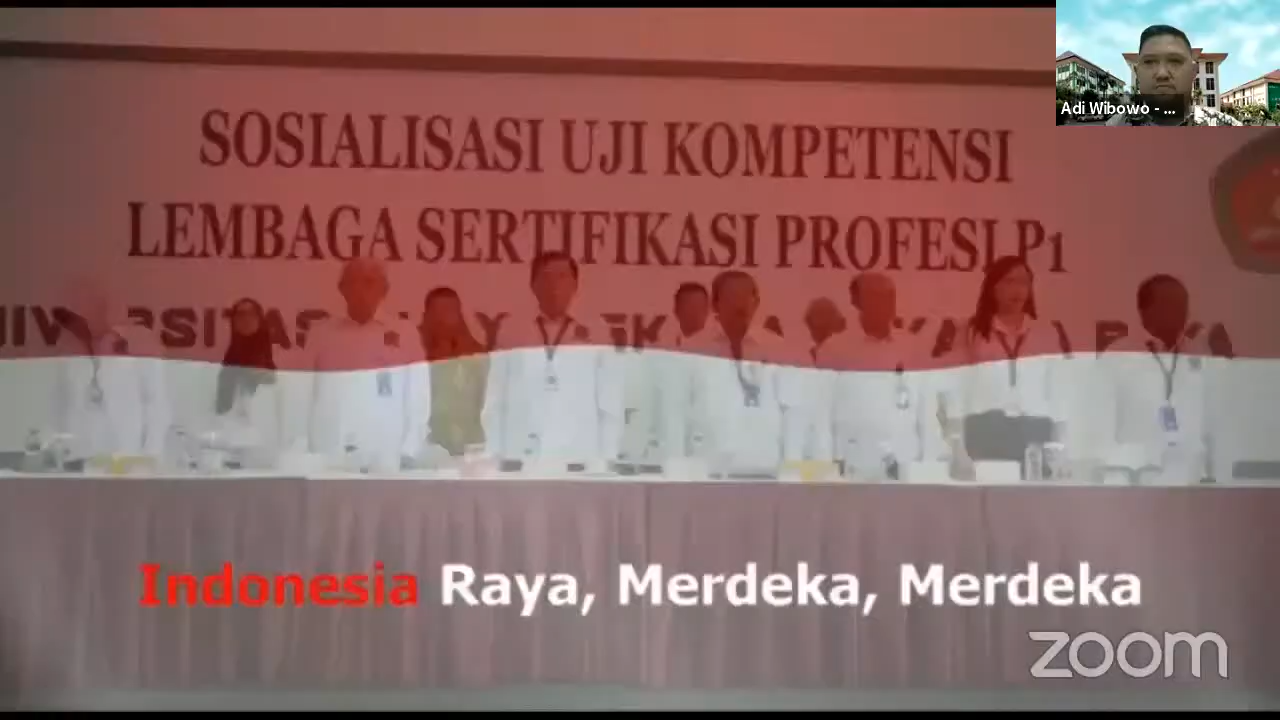 Adi Wibowo - ...
SOSIALISASI UJI KOMPETENSI
LEMBAGA SERTIFIKASI PROFESI P1
Indonesia Raya, Merdeka, Merdeka
zoom